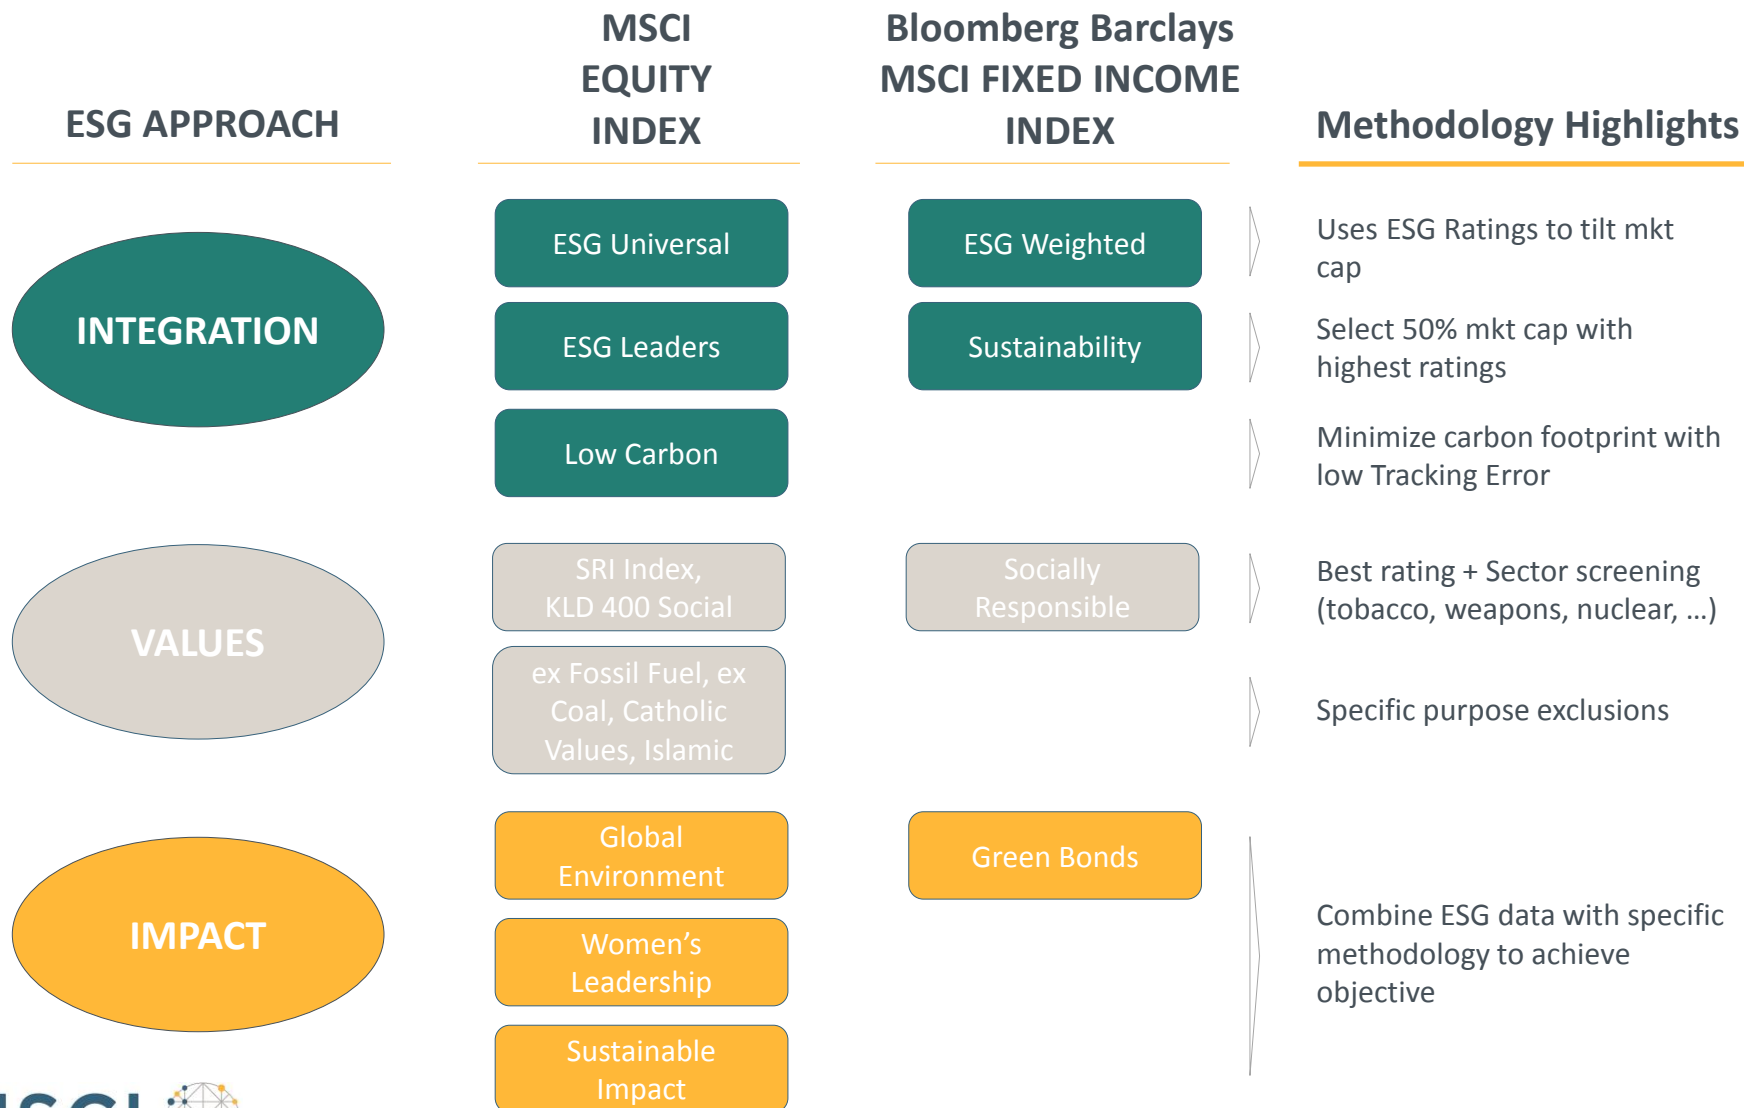 ESG APPROACH
MSCI
EQUITY
INDEX
Bloomberg Barclays
MSCI FIXED INCOME
INDEX
Methodology Highlights
INTEGRATION
ESG Universal
ESG Weighted
Uses ESG Ratings to tilt mkt
cap
ESG Leaders
Sustainability
Select 50% mkt cap with
highest ratings
Low Carbon
Minimize carbon footprint with
low Tracking Error
VALUES
SRI Index,
KLD 400 Social
Socially
Responsible
Best rating + Sector screening
(tobacco, weapons, nuclear, …)
ex Fossil Fuel, ex
Coal, Catholic
Values, Islamic
Specific purpose exclusions
IMPACT
Global
Environment
Green Bonds
Women’s
Leadership
Combine ESG data with specific
methodology to achieve
objective
Sustainable
Impact